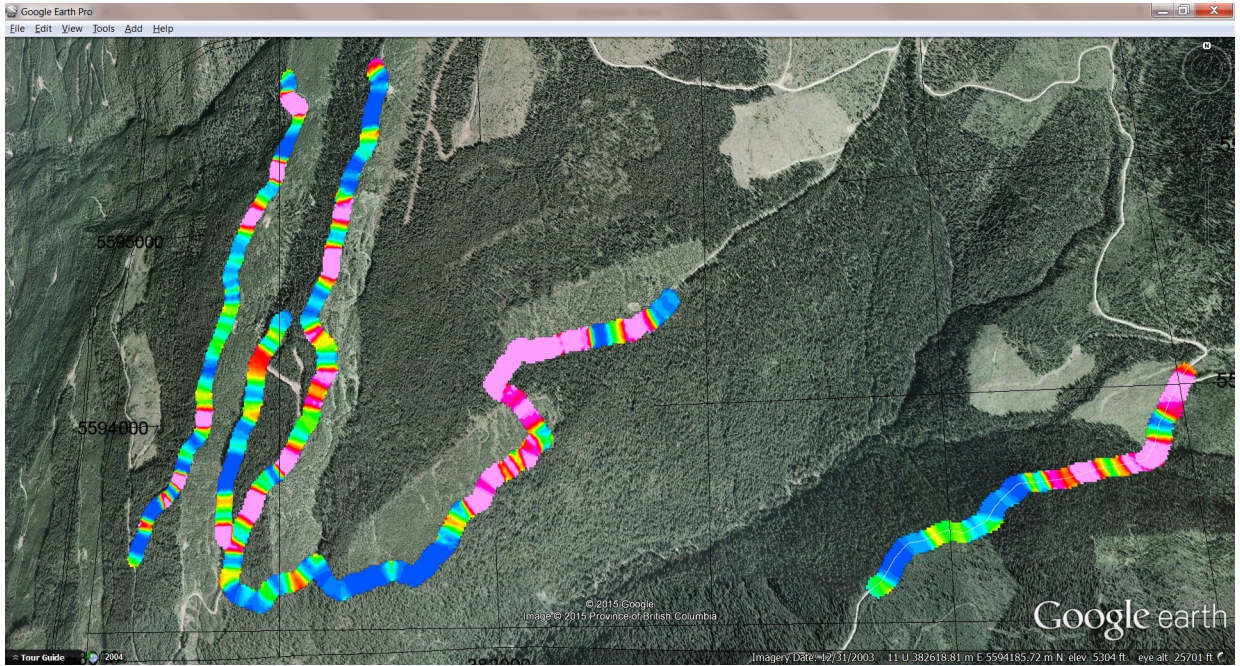 Google Earth Pro
File Edit View Tools Add Help
5595000
5594000
© 2015 Google
Image © 2015 Province of British Columbia
Google earth
Tour Guide
2004
Imagery Date: 12/31/2003 11 U 382618.81 m E 5594185.72 m N elev 5304 ft eye alt 25701 ft
N